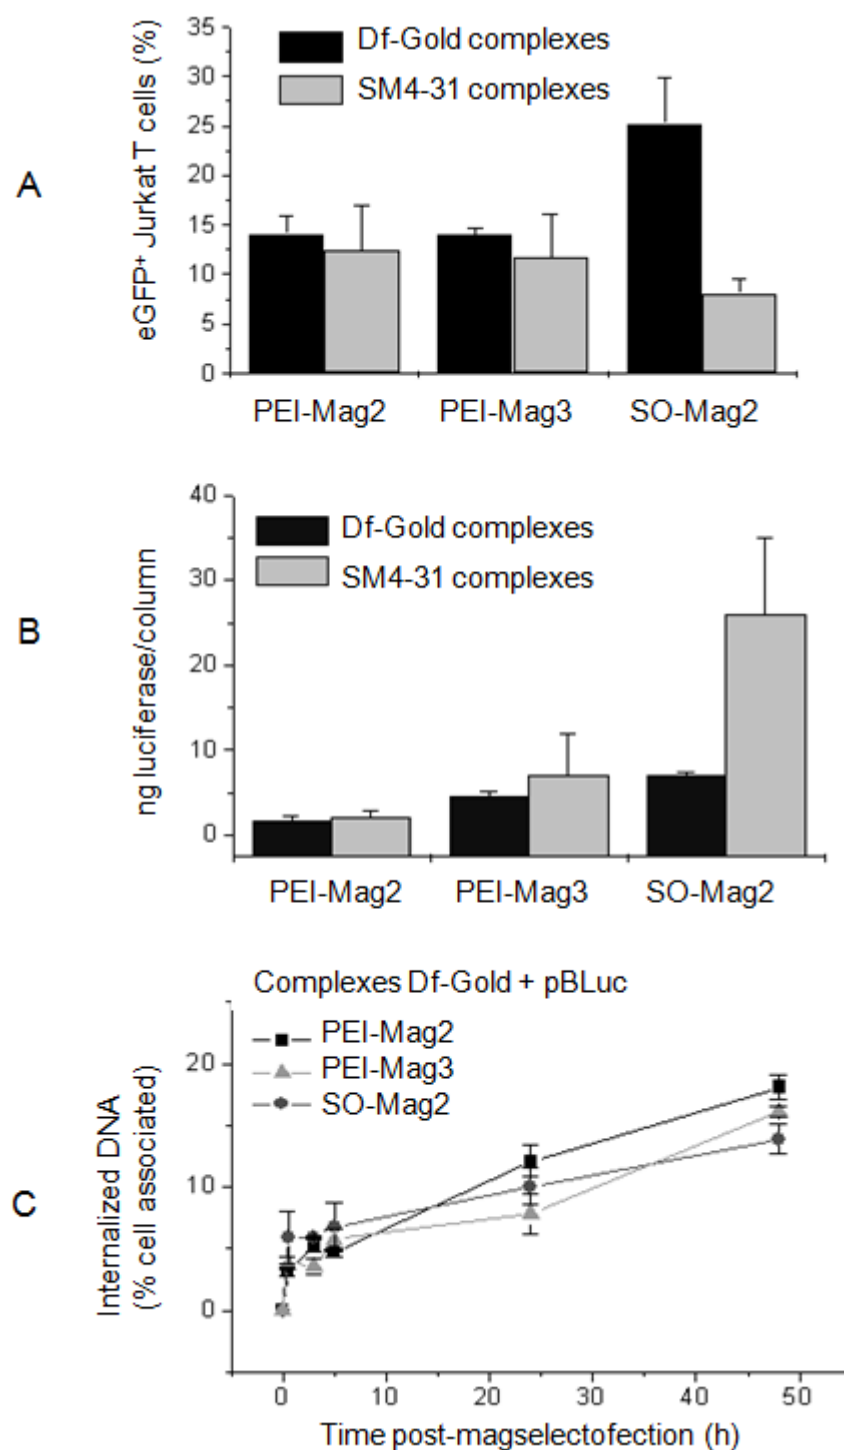 A
eGFP⁺ Jurkat T cells (%)
35
30
25
20
15
10
5
0
Df-Gold complexes
SM4-31 complexes
PEI-Mag2 PEI-Mag3 SO-Mag2
B
ng luciferase/column
40
30
20
10
0
Df-Gold complexes
SM4-31 complexes
PEI-Mag2 PEI-Mag3 SO-Mag2
C
Complexes Df-Gold + pBLuc
Internalized DNA
(% cell associated)
20
10
0
PEI-Mag2
PEI-Mag3
SO-Mag2
0 10 20 30 40 50
Time post-magselectofection (h)